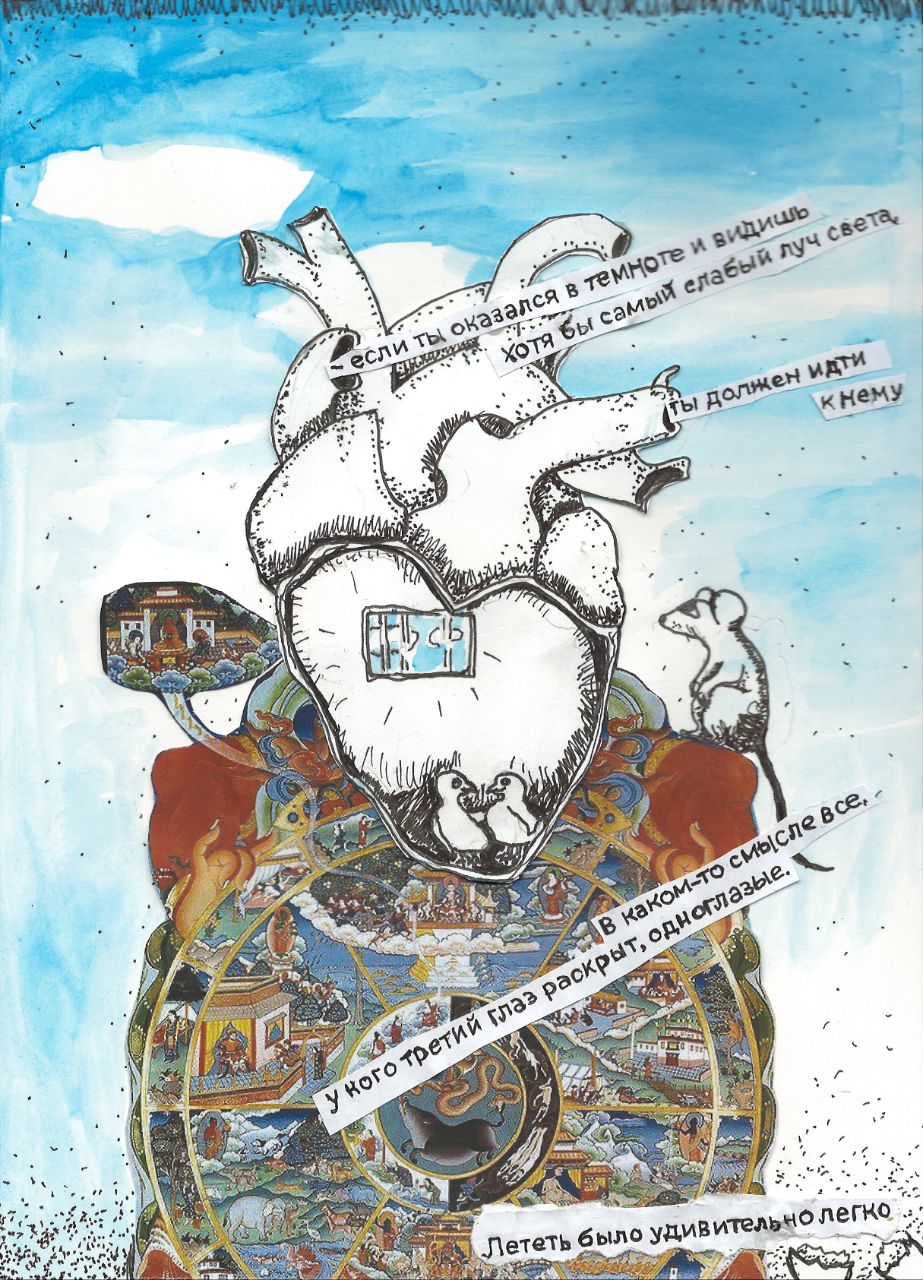 - если ты оказался в темноте и видишь
хотя бы самый слабый луч света,
ты должен идти
к нему
В каком-то смысле все,
у кого третий глаз раскрыт, одноглазые.
Лететь было удивительно легко